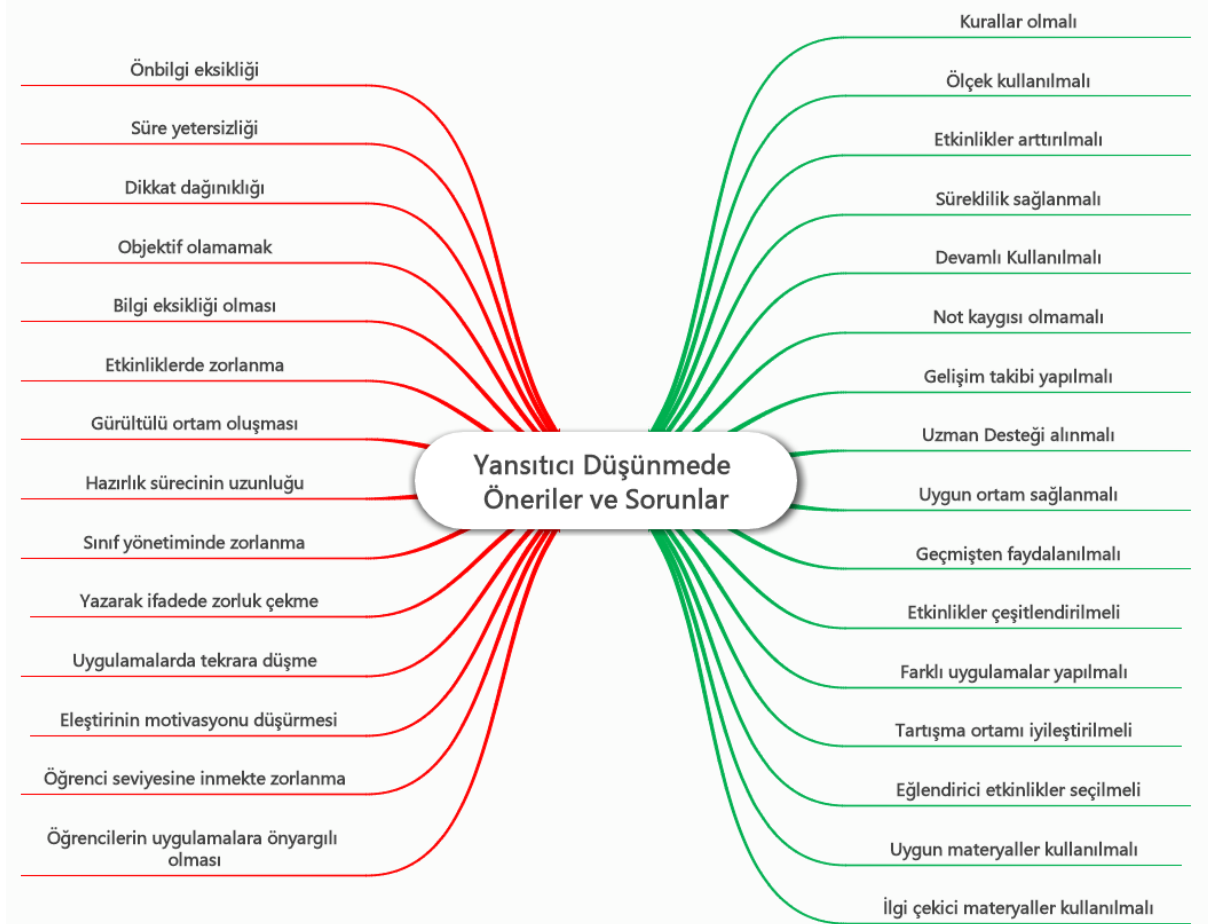 Yansıtıcı Düşünmede
Öneriler ve Sorunlar
Önbilgi eksikliği
Süre yetersizliği
Dikkat dağınıklığı
Objektif olamamak
Bilgi eksikliği olması
Etkinliklerde zorlanma
Gürültülü ortam oluşması
Hazırlık sürecinin uzunluğu
Sınıf yönetiminde zorlanma
Yazarak ifadede zorluk çekme
Uygulamalarda tekrara düşme
Eleştirinin motivasyonu düşürmesi
Öğrenci seviyesine inmekte zorlanma
Öğrencilerin uygulamalara önyargılı
olması
Kurallar olmalı
Ölçek kullanılmalı
Etkinlikler arttırılmalı
Süreklilik sağlanmalı
Devamlı Kullanılmalı
Not kaygısı olmamalı
Gelişim takibi yapılmalı
Uzman Desteği alınmalı
Uygun ortam sağlanmalı
Geçmişten faydalanılmalı
Etkinlikler çeşitlendirilmeli
Farklı uygulamalar yapılmalı
Tartışma ortamı iyileştirilmeli
Eğlendirici etkinlikler seçilmeli
Uygun materyaller kullanılmalı
İlgi çekici materyaller kullanılmalı